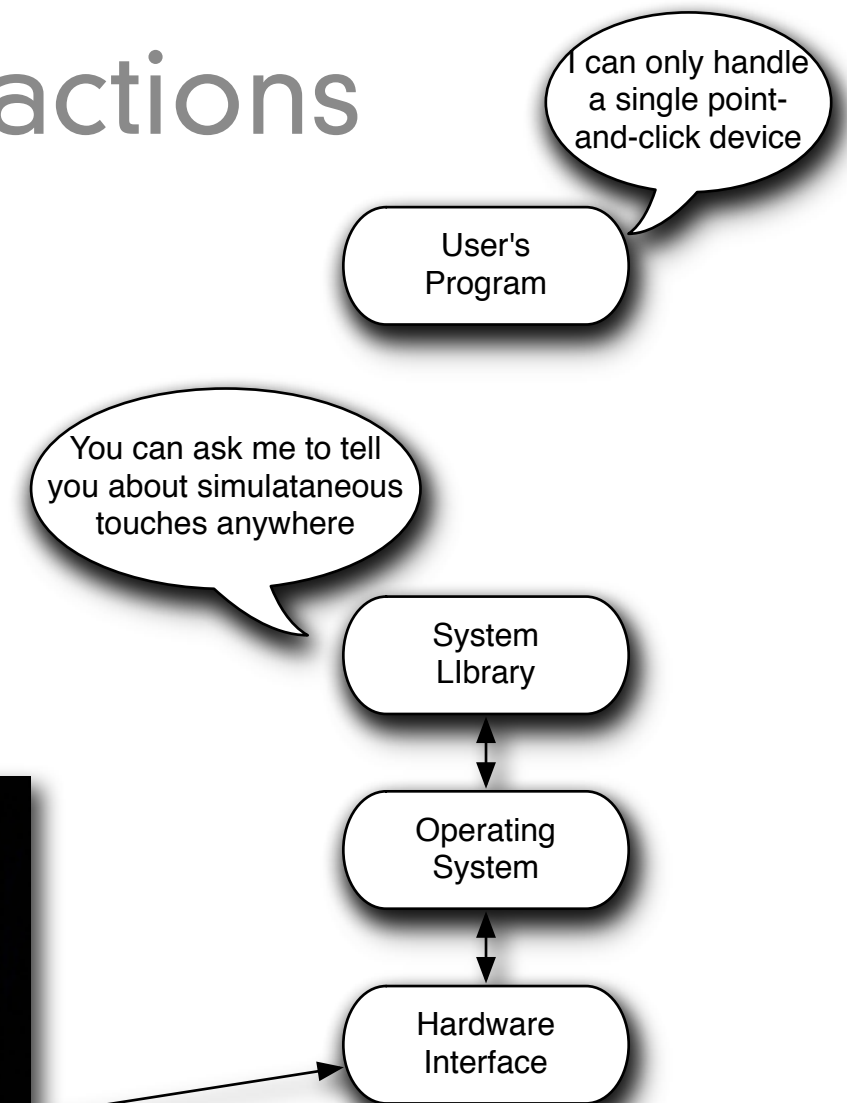 actions
I can only handle
a single point-
and-click device
User's
Program
You can ask me to tell
you about simulataneous
touches anywhere
System
LIbrary
Operating
System
Hardware
Interface